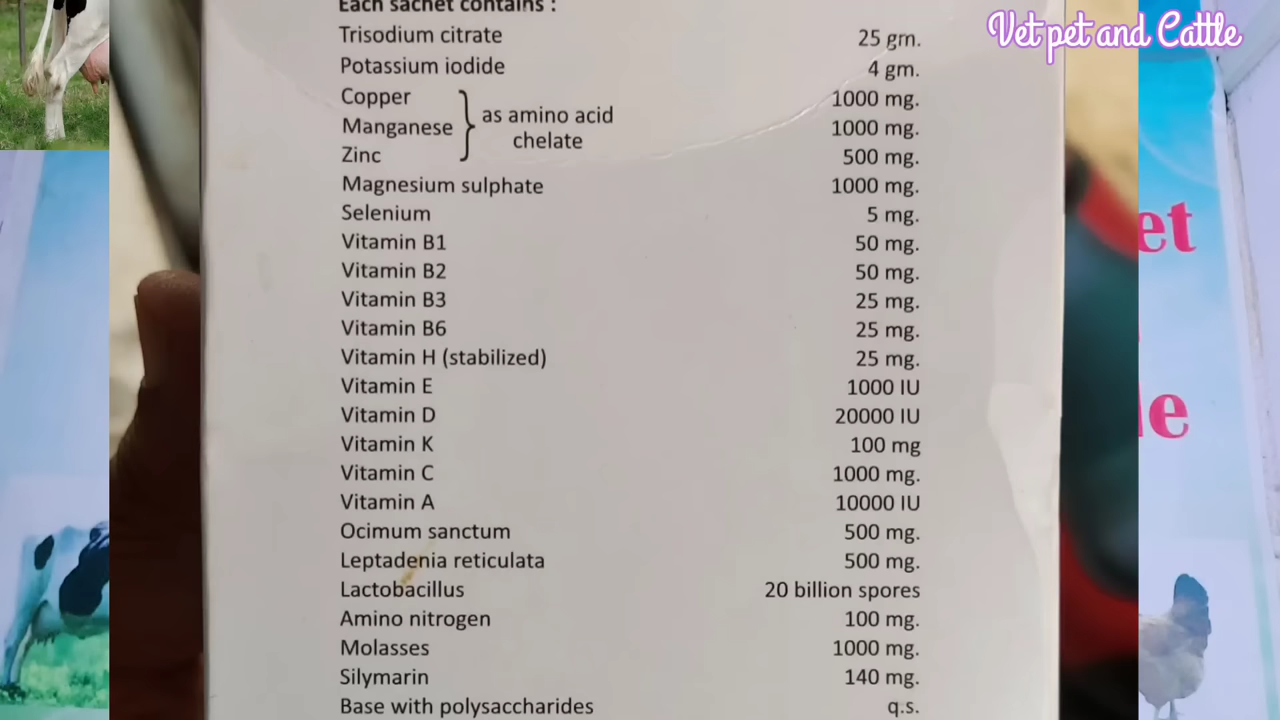 Each sachet contains :
Trisodium citrate 25 gm.
Potassium iodide 4 gm.
Copper 1000 mg.
Manganese 1000 mg.
Zinc 500 mg.
as amino acid
chelate
Magnesium sulphate 1000 mg.
Selenium 5 mg.
Vitamin B1 50 mg.
Vitamin B2 50 mg.
Vitamin B3 25 mg.
Vitamin B6 25 mg.
Vitamin H (stabilized) 25 mg.
Vitamin E 1000 IU
Vitamin D 20000 IU
Vitamin K 100 mg
Vitamin C 1000 mg.
Vitamin A 10000 IU
Ocimum sanctum 500 mg.
Leptadenia reticulata 500 mg.
Lactobacillus 20 billion spores
Amino nitrogen 100 mg.
Molasses 1000 mg.
Silymarin 140 mg.
Base with polysaccharides q.s.
Vet pet and Cattle
et
le